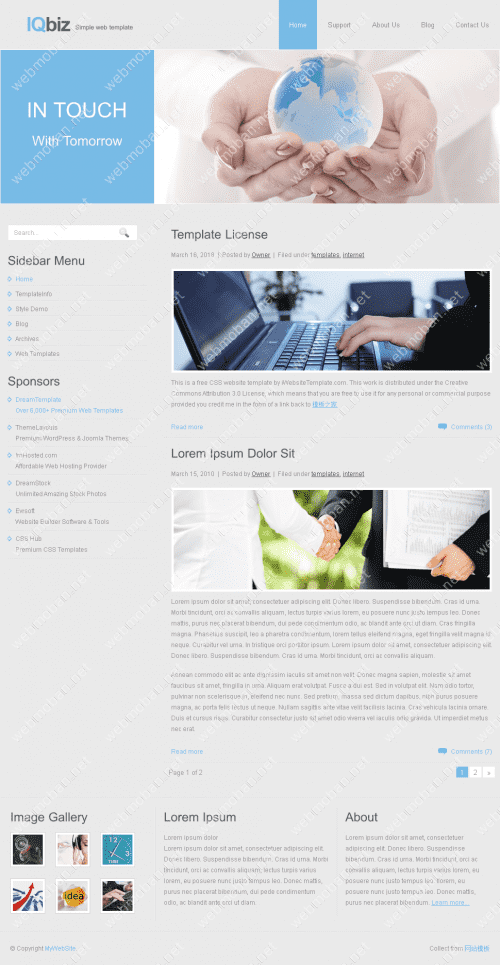 IQbiz Simple web template
Home Support About Us Blog Contact Us
IN TOUCH
With Tomorrow
Search...
Sidebar Menu
Home
TemplateInfo
Style Demo
Blog
Archives
Web Templates
Sponsors
DreamTemplate
Over 6,000+ Premium Web Templates
Premium WordPress & Joomla Themes
Affordable Web Hosting Provider
DreamStock
Unlimited Amazing Stock Photos
Evrsoft
Website Builder Software & Tools
CSS Hub
Premium CSS Templates
Template License
Posted by Owner | Filed under templates, internet
This is a free CSS website template by iWebsiteTemplate.com. This work is distributed under the Creative
Commons Attribution 3.0 License, which means that you are free to use it for any personal or commercial purpose
provided you credit me in the form of a link back to
Read more Comments (3)
Lorem Ipsum Dolor Sit
March 15, 2010 | Posted by Owner | Filed under templates, internet
Lorem ipsum dolor sit amet, consectetuer adipiscing elit. Donec libero. Suspendisse bibendum. Cras id urna.
Morbi tincidunt, orci ac convallis aliquam, lectus turpis varius lorem, eu posuere nunc justo tempus leo. Donec
mattis, purus nec placerat bibendum, dui pede condimentum odio, ac blandit ante orci ut diam. Cras fringilla
magna. Phasellus suscipit, leo a pharetra condimentum, lorem tellus eleifend magna, eget fringilla velit magna id
neque. Curabitur vel urna. In tristique orci porttitor ipsum. Lorem ipsum dolor sit amet, consectetuer adipiscing elit.
Donec libero. Suspendisse bibendum. Cras id urna. Morbi tincidunt, orci ac convallis aliquam.
Aenean commodo elit ac ante dignissim iaculis sit amet non velit. Donec magna sapien, molestie sit amet
faucibus sit amet, fringilla in urna. Aliquam erat volutpat. Fusce a dui est. Sed in volutpat elit. Nam odio tortor,
pulvinar non scelerisque in, eleifend nec nunc. Sed pretium, massa sed dictum dapibus, nibh purus posuere
magna, ac porta felis lectus ut neque. Nullam sagittis ante vitae velit facilisis lacinia. Cras vehicula lacinia ornare.
Duis et cursus risus. Curabitur consectetur justo sit amet odio viverra vel iaculis odio gravida. Ut imperdiet metus
nec erat.
Read more Comments (7)
Page 1 of 2 1 2 »
Image Gallery
idea
Lorem Ipsum
Lorem ipsum dolor
Lorem ipsum dolor sit amet, consectetuer adipiscing elit.
Donec libero. Suspendisse bibendum. Cras id urna. Morbi
tincidunt, orci ac convallis aliquam, lectus turpis varius
lorem, eu posuere nunc justo tempus leo. Donec mattis,
purus nec placerat bibendum, dui pede condimentum
odio, ac blandit ante orci ut diam.
About
Lorem ipsum dolor sit amet, consectetuer
adipiscing elit. Donec libero. Suspendisse
bibendum. Cras id urna. Morbi tincidunt, orci ac
convallis aliquam, lectus turpis varius lorem, eu
posuere nunc justo tempus leo. Donec mattis,
purus nec placerat bibendum. Learn more...
© Copyright MyWebSite
Collect from 网站模板
webmoban.net